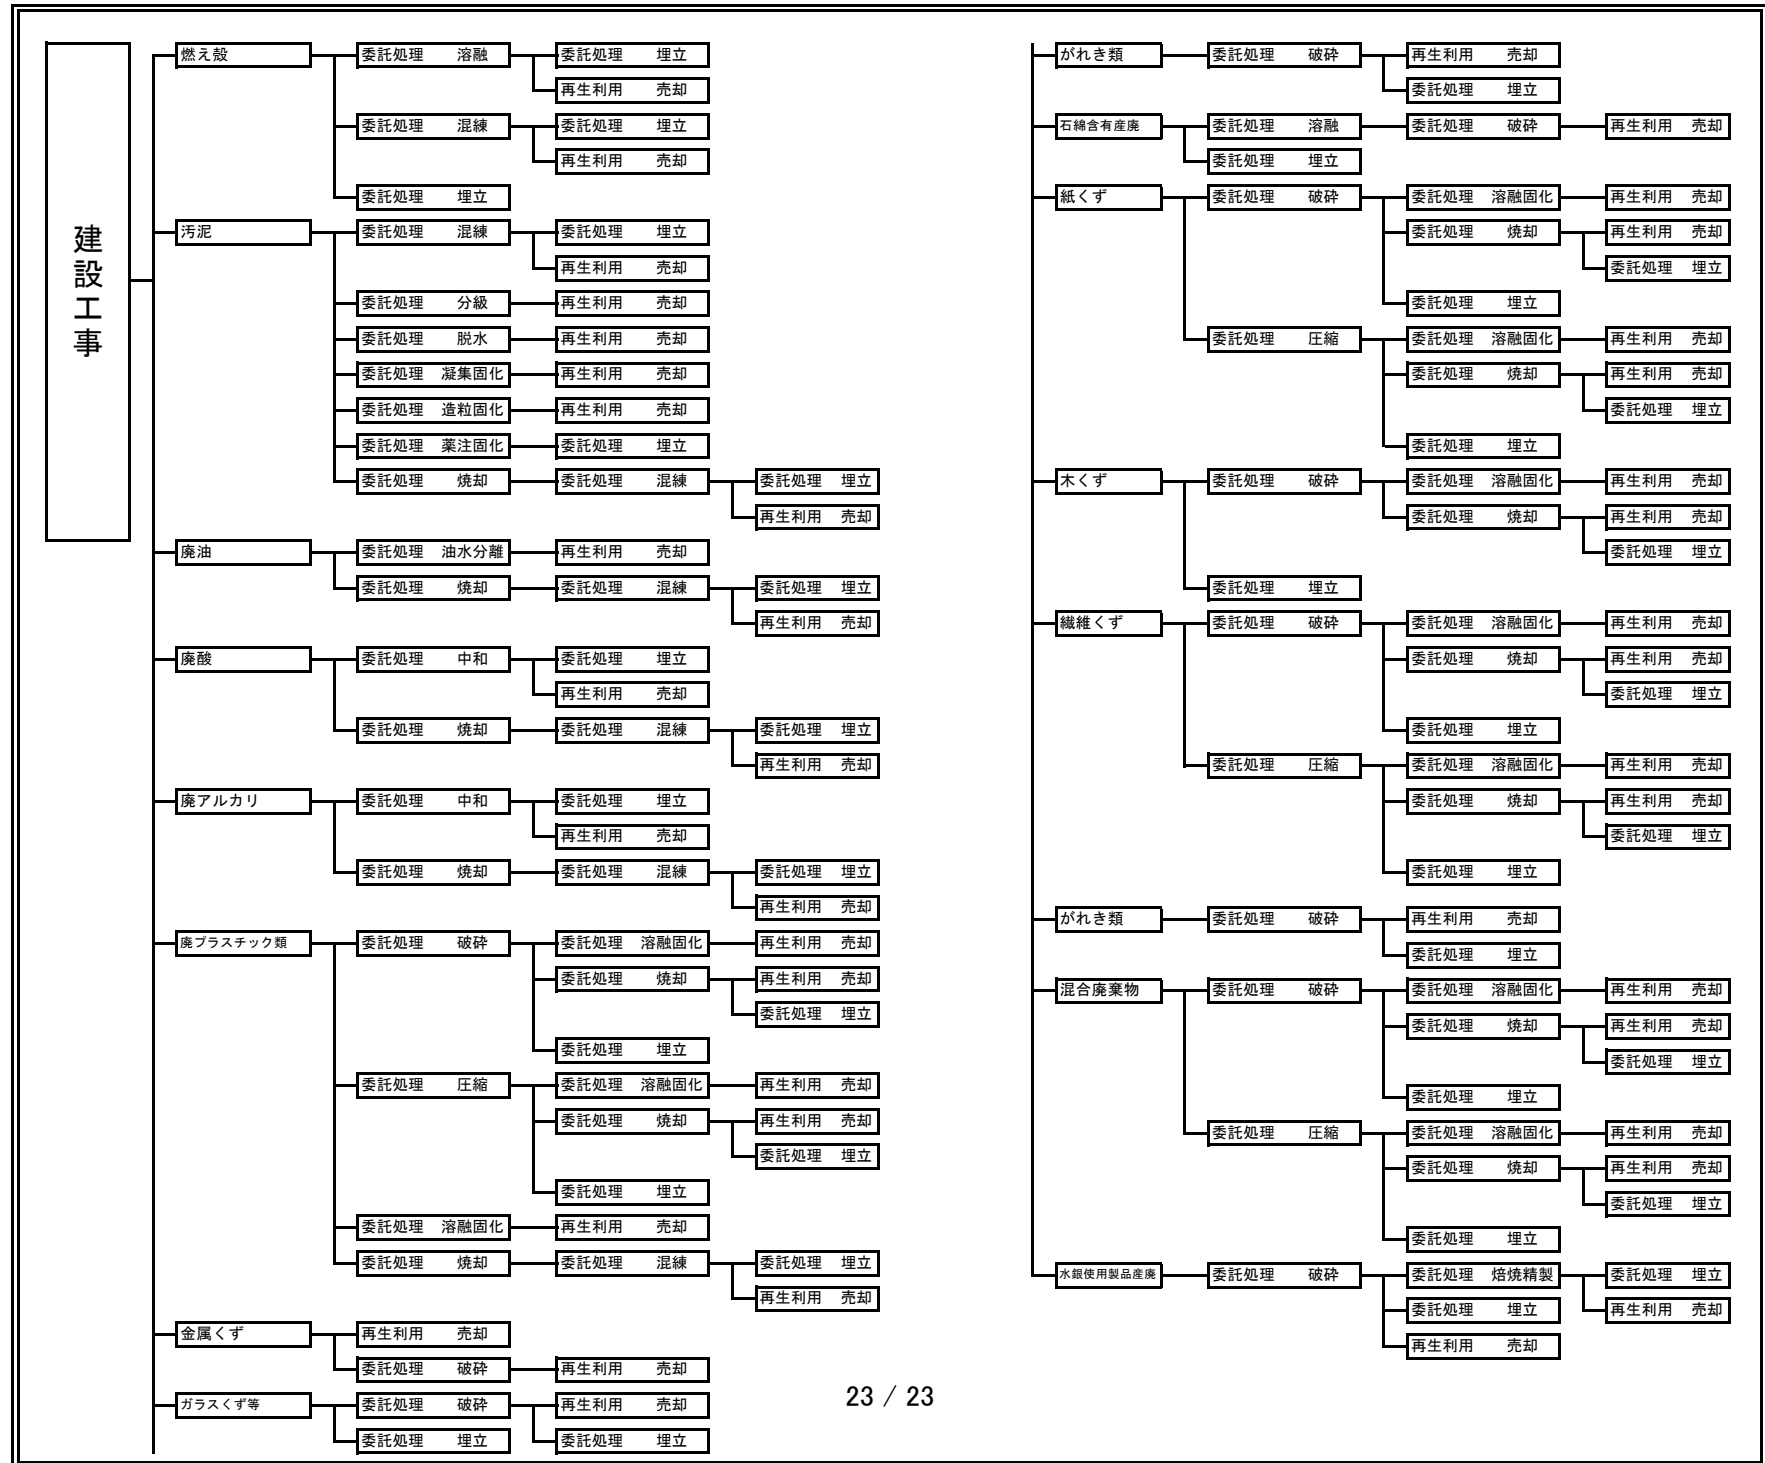 建設工事
燃え殻 委託処理 溶融 委託処理 埋立
再生利用 売却
委託処理 混練 委託処理 埋立
再生利用 売却
委託処理 埋立
汚泥 委託処理 混練 委託処理 埋立
再生利用 売却
委託処理 分級 再生利用 売却
委託処理 脱水 再生利用 売却
委託処理 凝集固化 再生利用 売却
委託処理 造粒固化 再生利用 売却
委託処理 薬注固化 委託処理 埋立
委託処理 焼却 委託処理 混練 委託処理 埋立
再生利用 売却
廃油 委託処理 油水分離 再生利用 売却
委託処理 焼却 委託処理 混練 委託処理 埋立
再生利用 売却
廃酸 委託処理 中和 委託処理 埋立
再生利用 売却
委託処理 焼却 委託処理 混練 委託処理 埋立
再生利用 売却
廃アルカリ 委託処理 中和 委託処理 埋立
再生利用 売却
委託処理 焼却 委託処理 混練 委託処理 埋立
再生利用 売却
廃プラスチック類 委託処理 破砕 委託処理 溶融固化 再生利用 売却
委託処理 焼却 再生利用 売却
委託処理 埋立
委託処理 埋立
委託処理 圧縮 委託処理 溶融固化 再生利用 売却
委託処理 焼却 再生利用 売却
委託処理 埋立
委託処理 埋立
委託処理 溶融固化 再生利用 売却
委託処理 焼却 委託処理 混練 委託処理 埋立
再生利用 売却
金属くず 再生利用 売却
委託処理 破砕 再生利用 売却
ガラスくず等 委託処理 破砕 再生利用 売却
委託処理 埋立 委託処理 埋立
がれき類 委託処理 破砕 再生利用 売却
委託処理 埋立
石綿含有産廃 委託処理 溶融 委託処理 破砕 再生利用 売却
委託処理 埋立
紙くず 委託処理 破砕 委託処理 溶融固化 再生利用 売却
委託処理 焼却 再生利用 売却
委託処理 埋立
委託処理 埋立
委託処理 圧縮 委託処理 溶融固化 再生利用 売却
委託処理 焼却 再生利用 売却
委託処理 埋立
委託処理 埋立
木くず 委託処理 破砕 委託処理 溶融固化 再生利用 売却
委託処理 焼却 再生利用 売却
委託処理 埋立
委託処理 埋立
繊維くず 委託処理 破砕 委託処理 溶融固化 再生利用 売却
委託処理 焼却 再生利用 売却
委託処理 埋立
委託処理 埋立
委託処理 圧縮 委託処理 溶融固化 再生利用 売却
委託処理 焼却 再生利用 売却
委託処理 埋立
委託処理 埋立
がれき類 委託処理 破砕 再生利用 売却
委託処理 埋立
混合廃棄物 委託処理 破砕 委託処理 溶融固化 再生利用 売却
委託処理 焼却 再生利用 売却
委託処理 埋立
委託処理 埋立
委託処理 圧縮 委託処理 溶融固化 再生利用 売却
委託処理 焼却 再生利用 売却
委託処理 埋立
委託処理 埋立
水銀使用製品産廃 委託処理 破砕 委託処理 焙焼精製 委託処理 埋立
委託処理 埋立 再生利用 売却
再生利用 売却
23 / 23